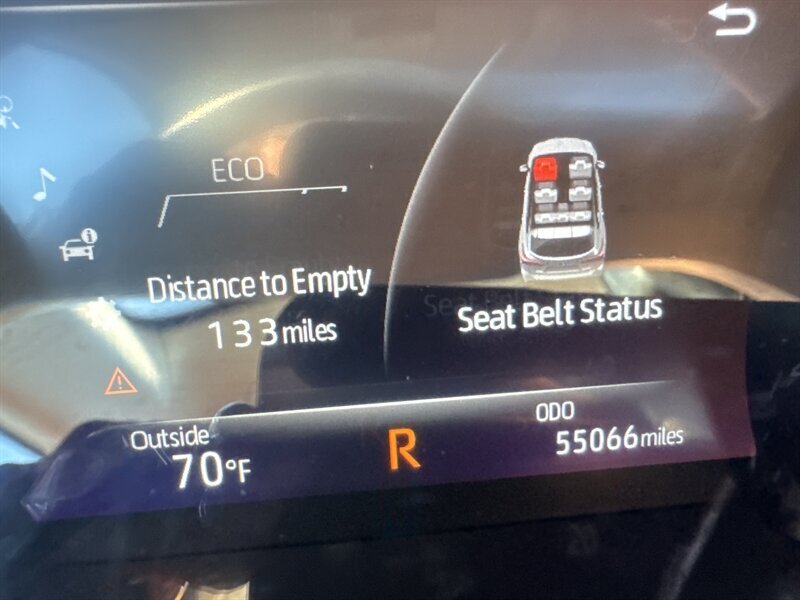 ECO
Distance to Empty
133 miles
Seat Belt Status
Outside
70°F
R
ODO
55066 miles